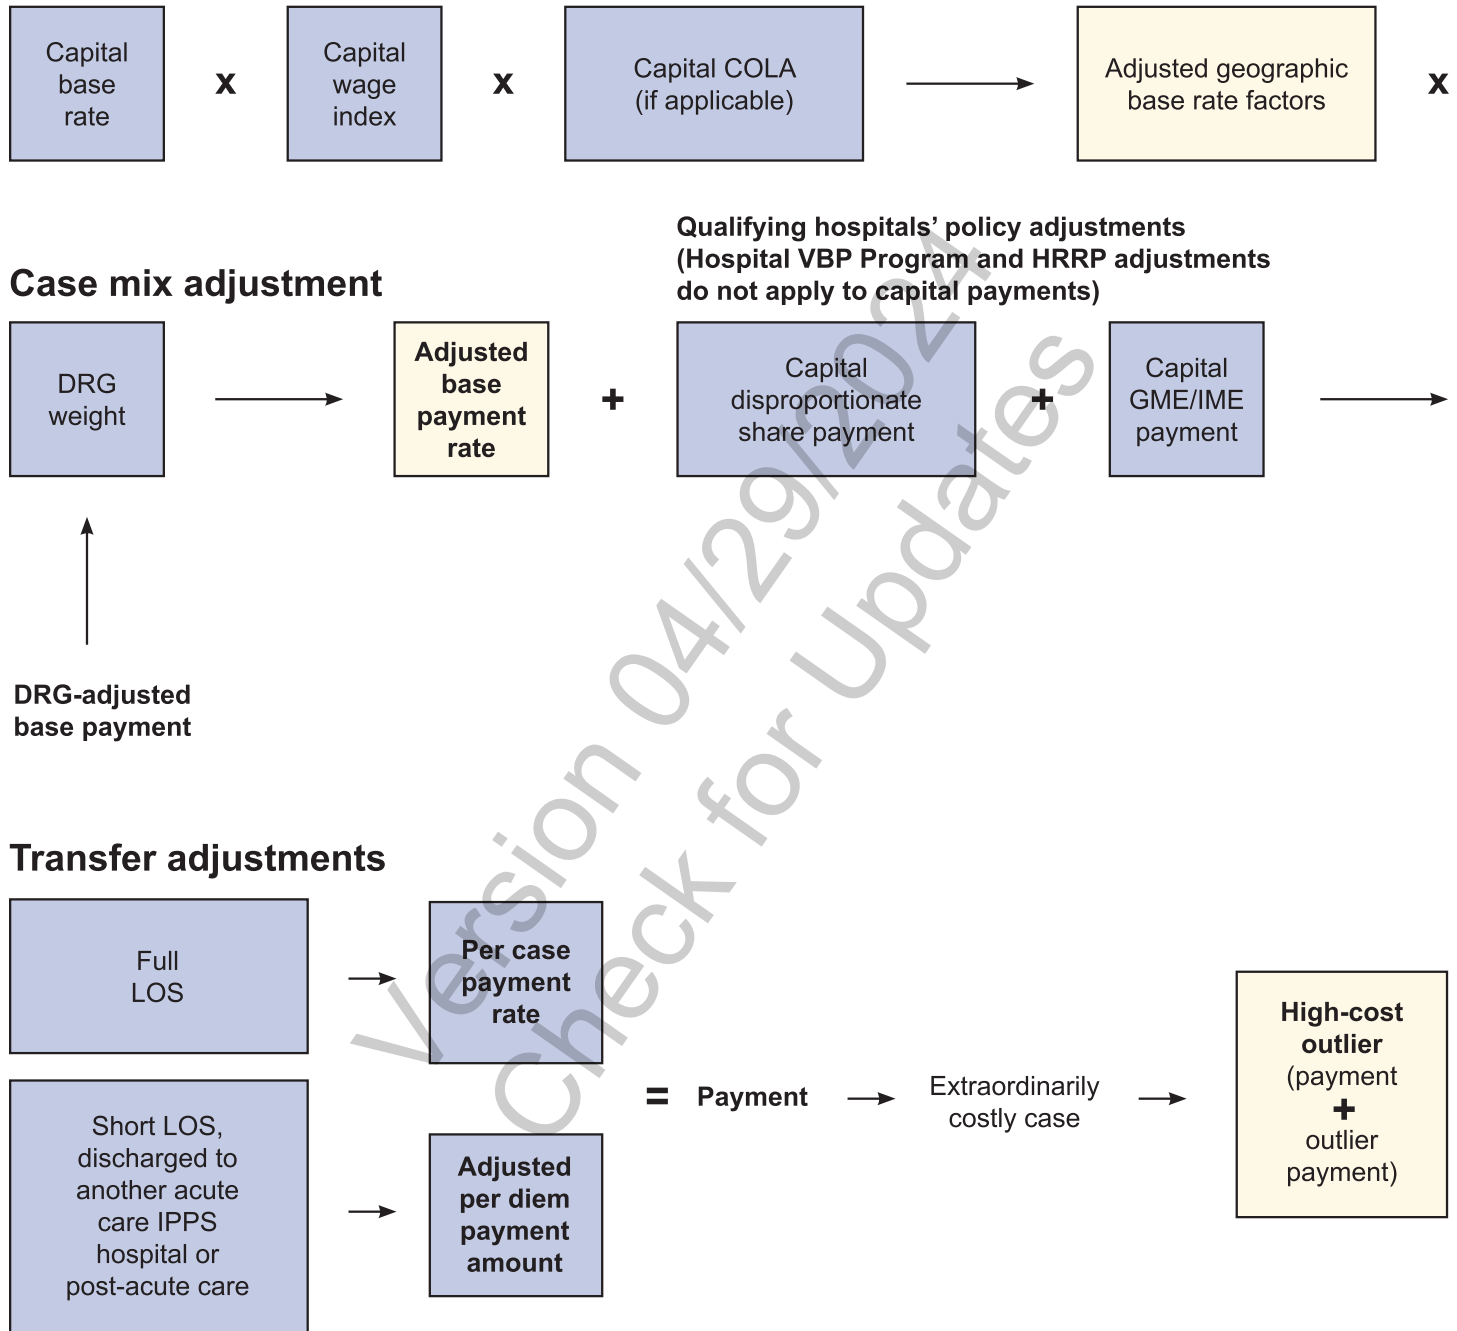 Capital
base
rate
x
Capital
wage
index
x
Capital COLA
(if applicable)
Adjusted geographic
base rate factors
x
Case mix adjustment
Qualifying hospitals’ policy adjustments
(Hospital VBP Program and HRRP adjustments
do not apply to capital payments)
DRG
weight
Adjusted
base
payment
rate
+
Capital
disproportionate
share payment
+
Capital
GME/IME
payment
DRG-adjusted
base payment
Transfer adjustments
Full
LOS
Per case
payment
rate
Short LOS,
discharged to
another acute
care IPPS
hospital or
post-acute care
Adjusted
per diem
payment
amount
= Payment
Extraordinarily
costly case
High-cost
outlier
(payment
+
outlier
payment)
Version 04/29/2024
Check for Updates